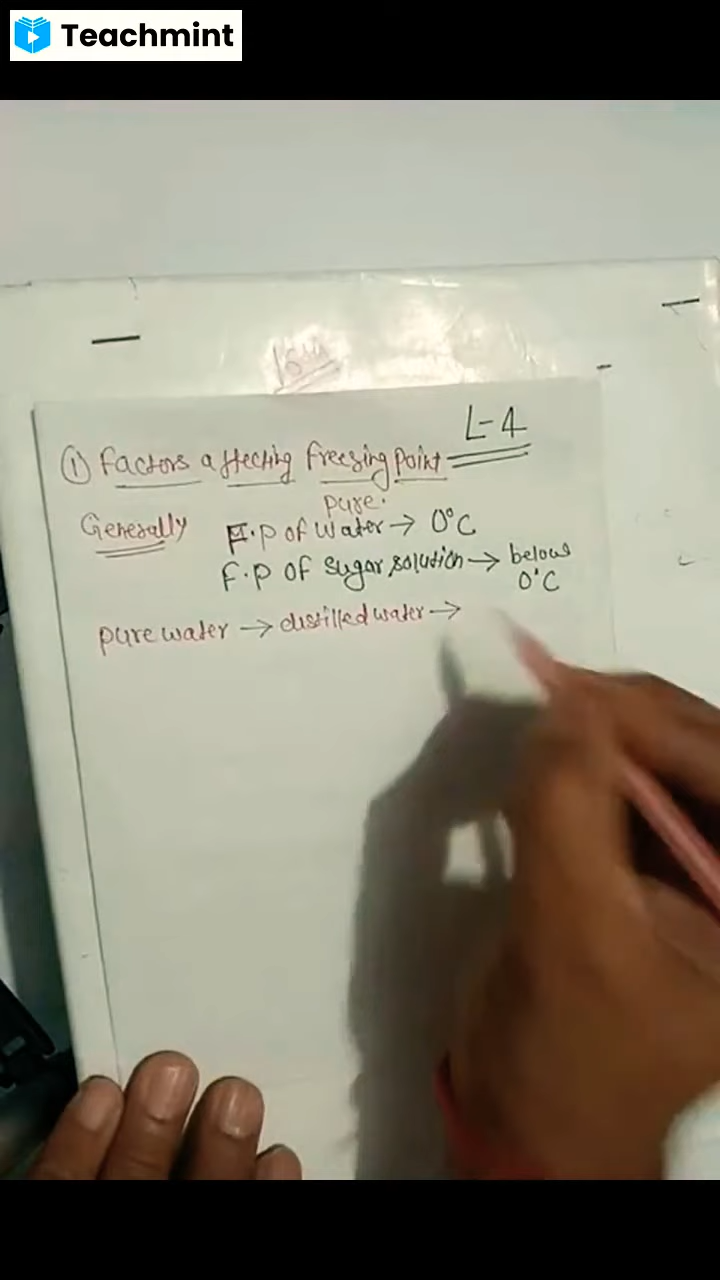 Teachmint
16th
L-4
① Factors affecting Freezing Point
pure.
Generally F.P of water → 0°C
F.P of sugar solution → below
0°C
pure water → distilled water →